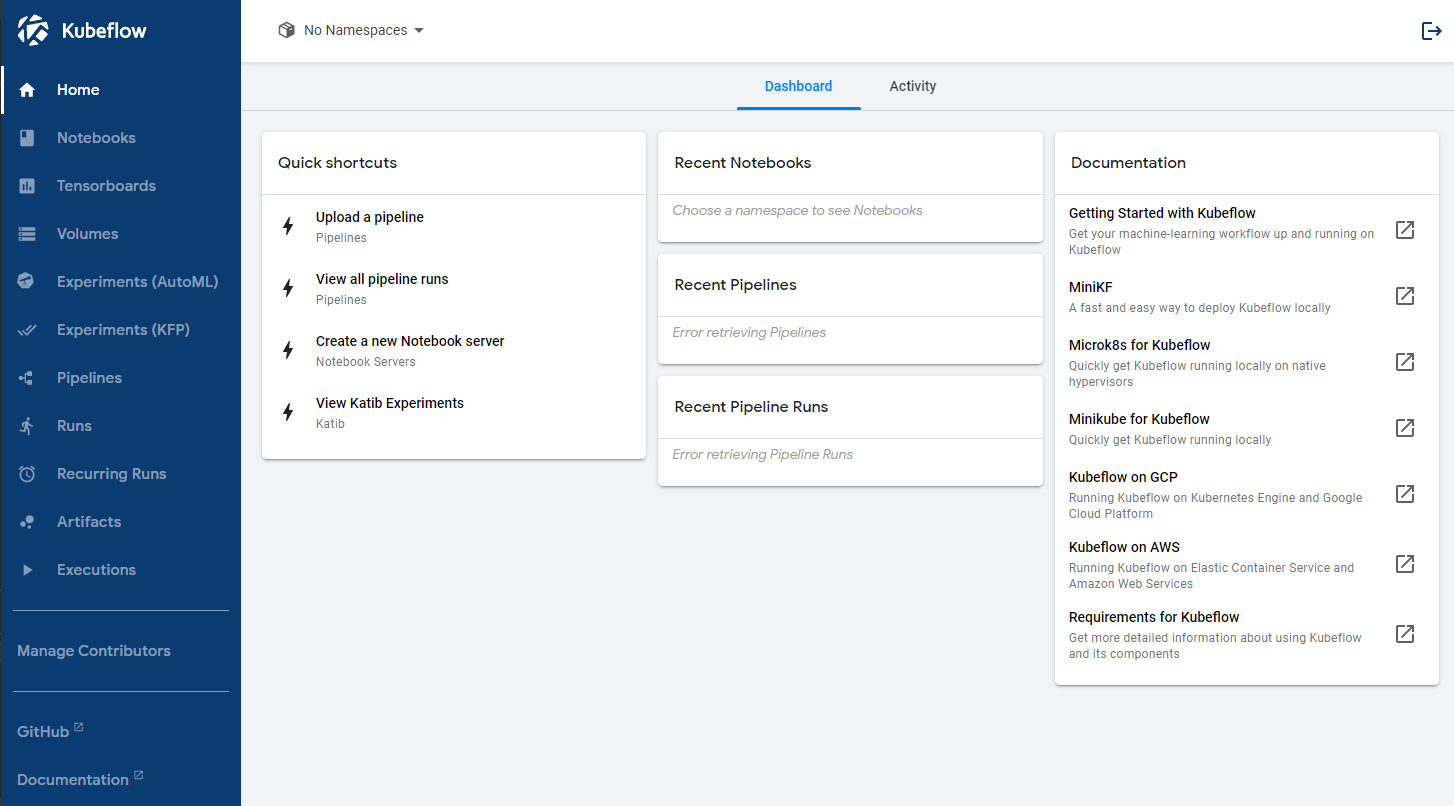 Kubeflow
No Namespaces
Home
Notebooks
Tensorboards
Volumes
Experiments (AutoML)
Experiments (KFP)
Pipelines
Runs
Recurring Runs
Artifacts
Executions
Manage Contributors
GitHub
Documentation
Dashboard
Activity
Quick shortcuts
Upload a pipeline
Pipelines
View all pipeline runs
Pipelines
Create a new Notebook server
Notebook Servers
View Katib Experiments
Katib
Recent Notebooks
Choose a namespace to see Notebooks
Recent Pipelines
Error retrieving Pipelines
Recent Pipeline Runs
Error retrieving Pipeline Runs
Documentation
Getting Started with Kubeflow
Get your machine-learning workflow up and running on
Kubeflow
MiniKF
A fast and easy way to deploy Kubeflow locally
Microk8s for Kubeflow
Quickly get Kubeflow running locally on native
hypervisors
Minikube for Kubeflow
Quickly get Kubeflow running locally
Kubeflow on GCP
Running Kubeflow on Kubernetes Engine and Google
Cloud Platform
Kubeflow on AWS
Running Kubeflow on Elastic Container Service and
Amazon Web Services
Requirements for Kubeflow
Get more detailed information about using Kubeflow
and its components